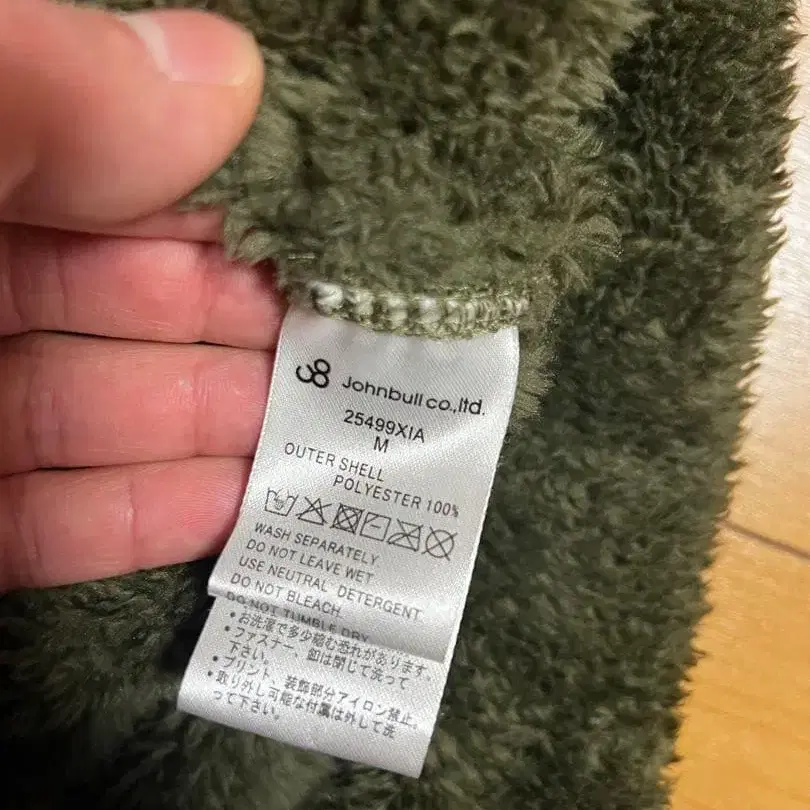 Johnbull co.,ltd.
25499XIA
M
OUTER SHELL
POLYESTER 100%
WASH SEPARATELY
DO NOT LEAVE WET
USE NEUTRAL DETERGENT
DO NOT BLEACH
DO NOT TUMBLE DRY
・お洗濯で多少縮む恐れがあります。
・ファスナー、釦は閉じて洗って
下さい。
・プリント、装飾部分アイロン禁止。
・取り外し可能な付属は外して洗
って下さい。